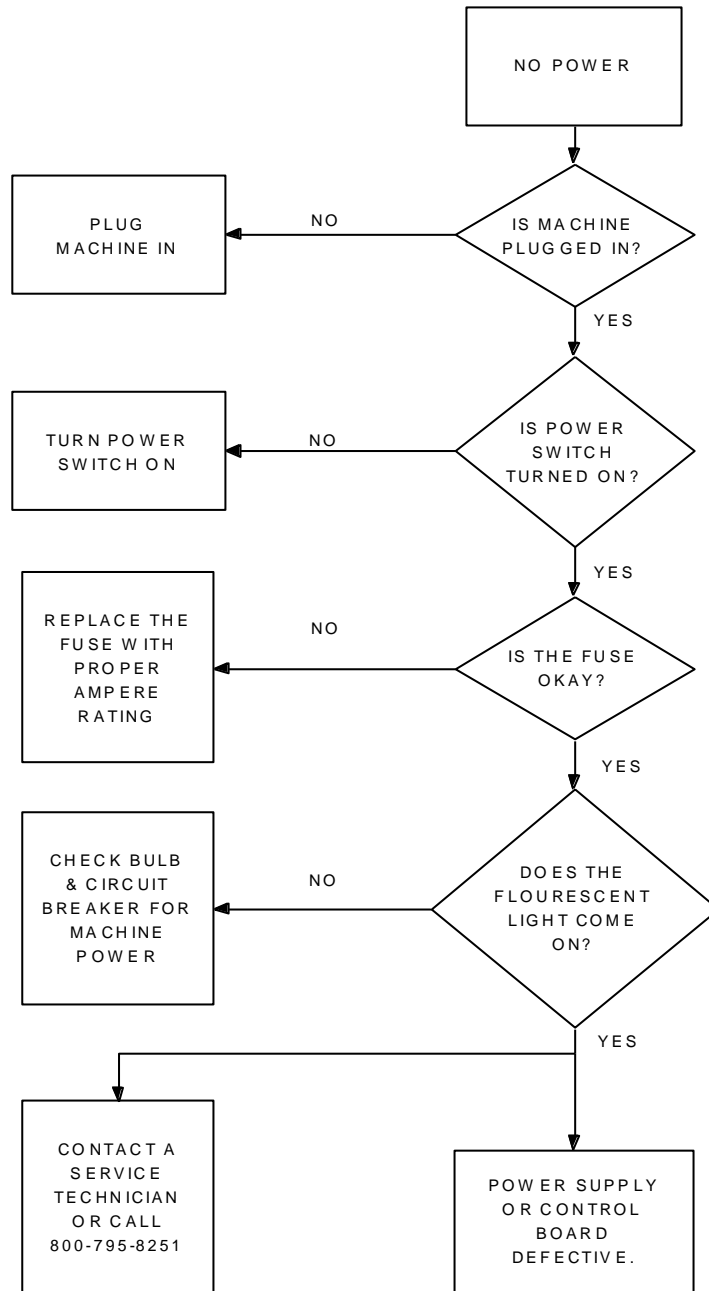 NO POWER
IS MACHINE
PLUGGED IN?
NO
PLUG
MACHINE IN
YES
IS POWER
SWITCH
TURNED ON?
NO
TURN POWER
SWITCH ON
YES
IS THE FUSE
OKAY?
NO
REPLACE THE
FUSE WITH
PROPER
AMPERE
RATING
YES
DOES THE
FLOURESCENT
LIGHT COME
ON?
NO
CHECK BULB
& CIRCUIT
BREAKER FOR
MACHINE
POWER
YES
CONTACT A
SERVICE
TECHNICIAN
OR CALL
800-795-8251
POWER SUPPLY
OR CONTROL
BOARD
DEFECTIVE.